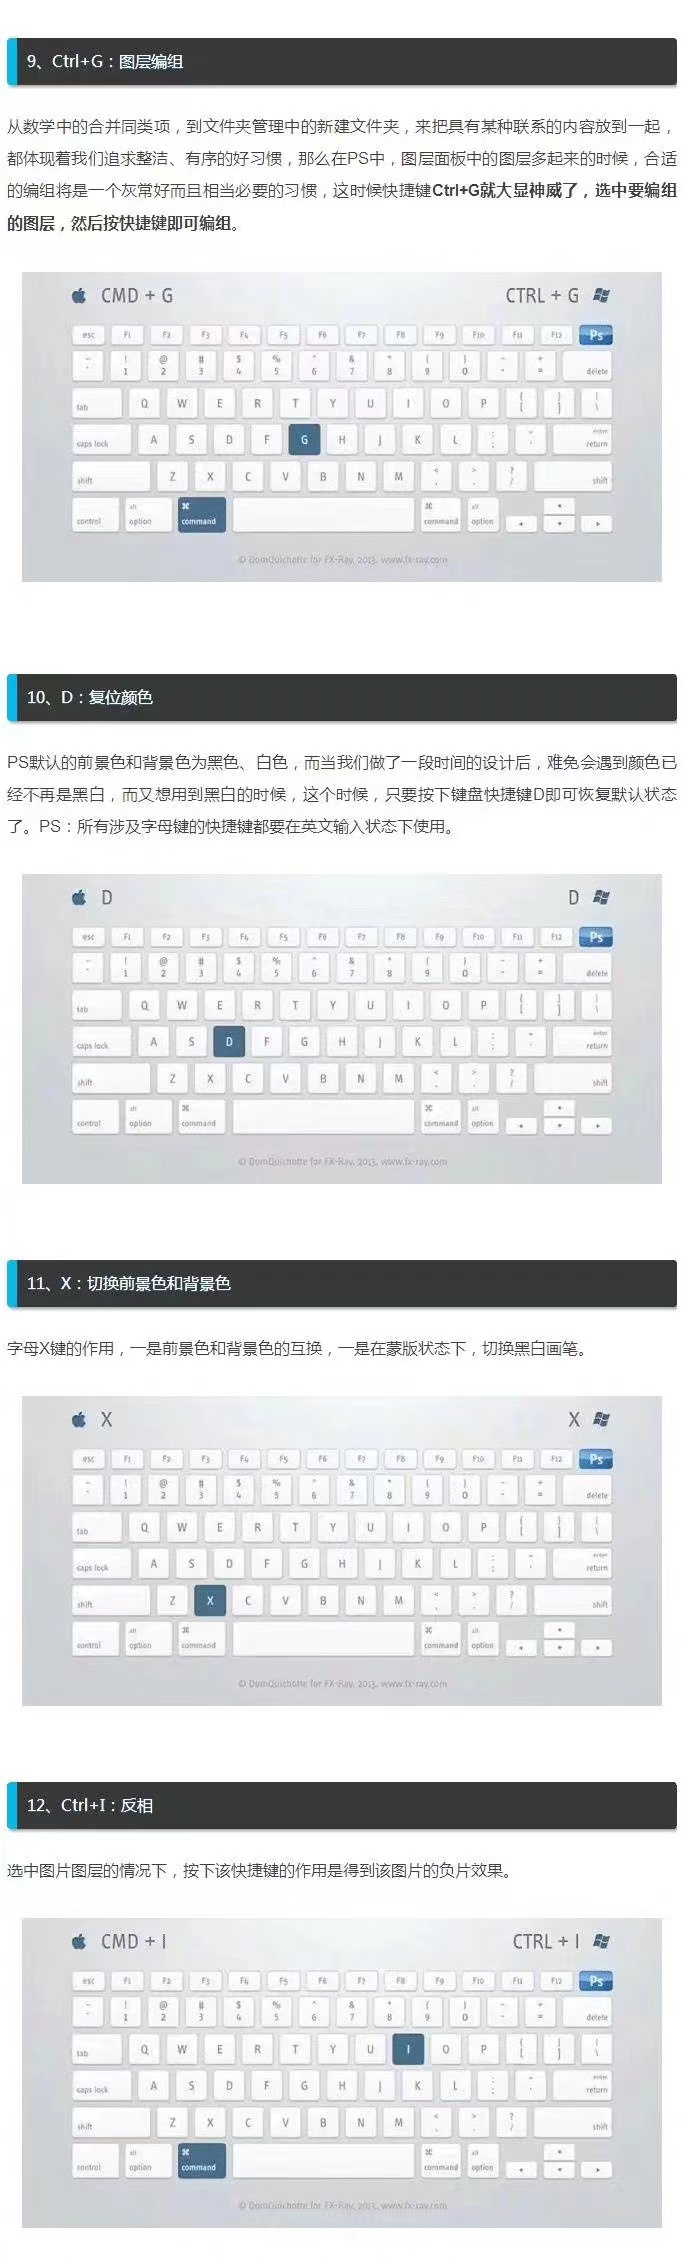 9、Ctrl+G：图层编组
从数学中的合并同类项，到文件夹管理中的新建文件夹，来把具有某种联系的内容放到一起，
都体现着我们追求整洁、有序的好习惯，那么在PS中，图层面板中的图层多起来的时候，合适
的编组将是一个灰常好而且相当必要的习惯，这时候快捷键Ctrl+G就大显神威了，选中要编组
的图层，然后按快捷键即可编组。
CMD + G CTRL + G
esc F1 F2 F3 F4 F5 F6 F7 F8 F9 F10 F11 F12 Ps
! @ # $ % ^ & * ( ) - +
1 2 3 4 5 6 7 8 9 0 - = delete
tab Q W E R T Y U I O P { [ } ] | \
caps lock A S D F G H J K L : ; enter return
shift Z X C V B N M < , > . ? / shift
control alt option ⌘ command ⌘ command alt option
© DomQuichotte for FX-Ray, 2013, www.fx-ray.com
10、D：复位颜色
PS默认的前景色和背景色为黑色、白色，而当我们做了一段时间的设计后，难免会遇到颜色已
经不再是黑白，而又想用到黑白的时候，这个时候，只要按下键盘快捷键D即可恢复默认状态
了。PS：所有涉及字母键的快捷键都要在英文输入状态下使用。
D D
esc F1 F2 F3 F4 F5 F6 F7 F8 F9 F10 F11 F12 Ps
! @ # $ % ^ & * ( ) - +
1 2 3 4 5 6 7 8 9 0 - = delete
tab Q W E R T Y U I O P { [ } ] | \
caps lock A S D F G H J K L : ; enter return
shift Z X C V B N M < , > . ? / shift
control alt option ⌘ command ⌘ command alt option
© DomQuichotte for FX-Ray, 2013, www.fx-ray.com
11、X：切换前景色和背景色
字母X键的作用，一是前景色和背景色的互换，一是在蒙版状态下，切换黑白画笔。
X X
esc F1 F2 F3 F4 F5 F6 F7 F8 F9 F10 F11 F12 Ps
! @ # $ % ^ & * ( ) - +
1 2 3 4 5 6 7 8 9 0 - = delete
tab Q W E R T Y U I O P { [ } ] | \
caps lock A S D F G H J K L : ; enter return
shift Z X C V B N M < , > . ? / shift
control alt option ⌘ command ⌘ command alt option
© DomQuichotte for FX-Ray, 2013, www.fx-ray.com
12、Ctrl+I：反相
选中图片图层的情况下，按下该快捷键的作用是得到该图片的负片效果。
CMD + I CTRL + I
esc F1 F2 F3 F4 F5 F6 F7 F8 F9 F10 F11 F12 Ps
! @ # $ % ^ & * ( ) - +
1 2 3 4 5 6 7 8 9 0 - = delete
tab Q W E R T Y U I O P { [ } ] | \
caps lock A S D F G H J K L : ; enter return
shift Z X C V B N M < , > . ? / shift
control alt option ⌘ command ⌘ command alt option
© DomQuichotte for FX-Ray, 2013, www.fx-ray.com